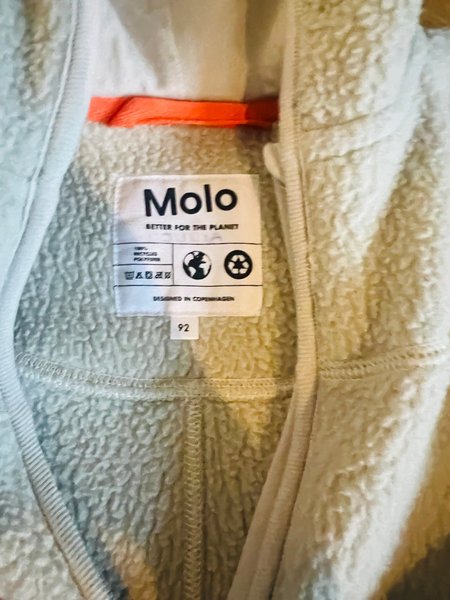 Molo
BETTER FOR THE PLANET
100%
RECYCLED
POLYESTER
DESIGNED IN COPENHAGEN
92